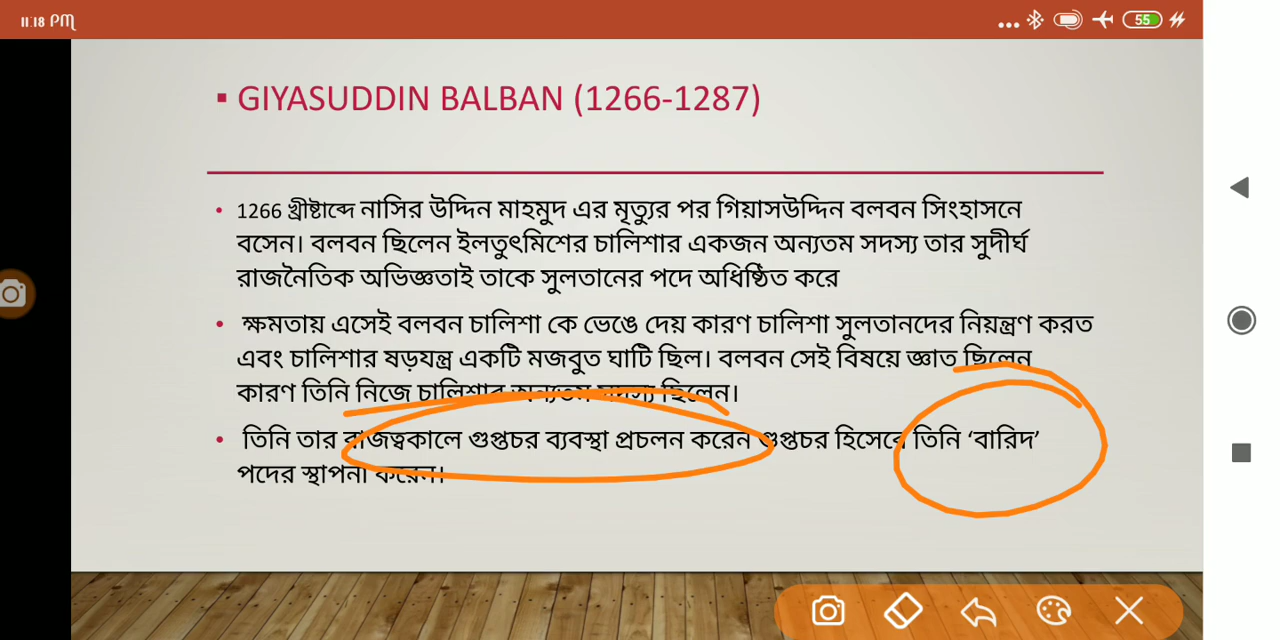 11:18 PM
55
GIYASUDDIN BALBAN (1266-1287)
1266 খ্রীষ্টাব্দে নাসির উদ্দিন মাহমুদ এর মৃত্যুর পর গিয়াসউদ্দিন বলবন সিংহাসনে
বসেন। বলবন ছিলেন ইলতুৎমিশের চালিশার একজন অন্যতম সদস্য তার সুদীর্ঘ
রাজনৈতিক অভিজ্ঞতাই তাকে সুলতানের পদে অধিষ্ঠিত করে
ক্ষমতায় এসেই বলবন চালিশা কে ভেঙে দেয় কারণ চালিশা সুলতানদের নিয়ন্ত্রণ করত
এবং চালিশার ষড়যন্ত্র একটি মজবুত ঘাটি ছিল। বলবন সেই বিষয়ে জ্ঞাত ছিলেন
কারণ তিনি নিজে চালিশার অন্যতম সদস্য ছিলেন।
তিনি তার রাজত্বকালে গুপ্তচর ব্যবস্থা প্রচলন করেন গুপ্তচর হিসেবে তিনি ‘বারিদ’
পদের স্থাপনা করেন।